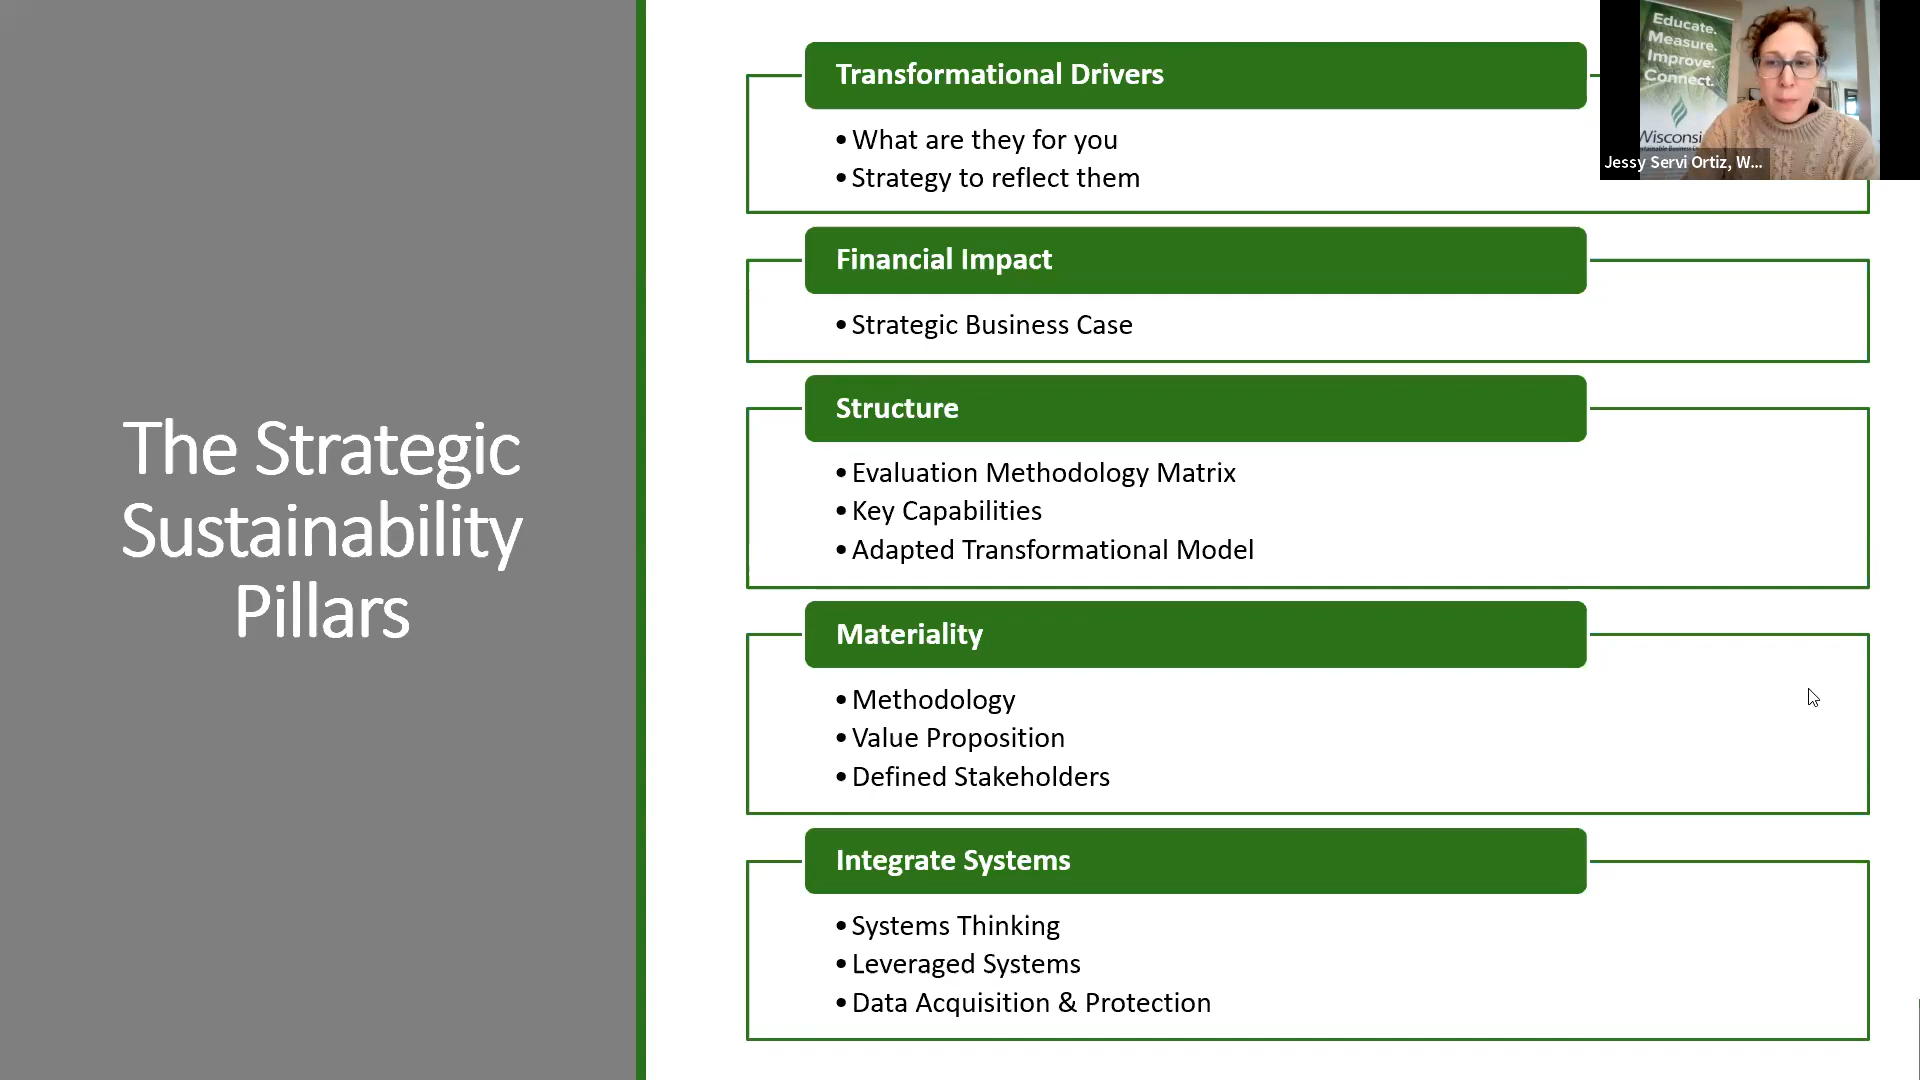 The Strategic
Sustainability
Pillars
Transformational Drivers
•What are they for you
•Strategy to reflect them
Financial Impact
•Strategic Business Case
Structure
•Evaluation Methodology Matrix
•Key Capabilities
•Adapted Transformational Model
Materiality
•Methodology
•Value Proposition
•Defined Stakeholders
Integrate Systems
•Systems Thinking
•Leveraged Systems
•Data Acquisition & Protection
Educate.
Measure.
Improve.
Connect.
Wisconsi
Jessy Servi Ortiz, W...